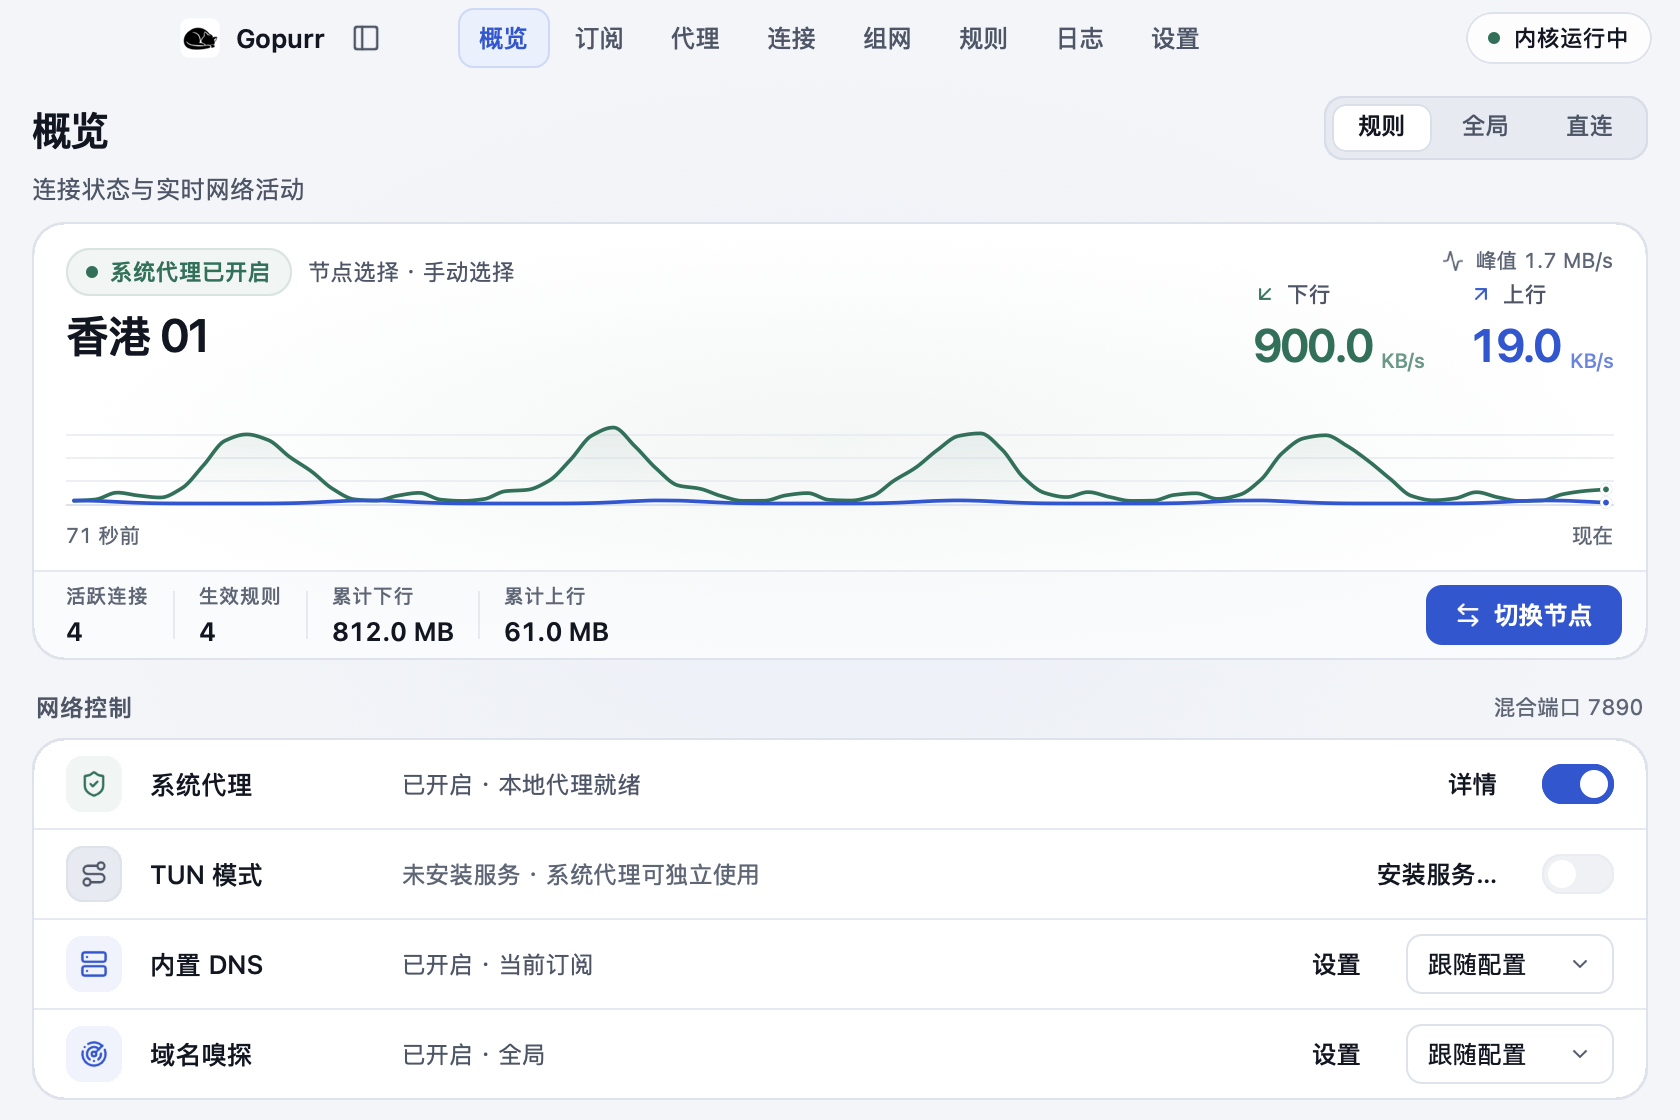 Gopurr 概览 订阅 代理 连接 组网 规则 日志 设置 内核运行中
概览
规则 全局 直连
连接状态与实时网络活动
系统代理已开启 节点选择 · 手动选择
峰值 1.7 MB/s
香港 01
下行 上行
900.0 KB/s 19.0 KB/s
71 秒前 现在
活跃连接 生效规则 累计下行 累计上行
4 4 812.0 MB 61.0 MB
切换节点
网络控制 混合端口 7890
系统代理 已开启 · 本地代理就绪 详情
TUN 模式 未安装服务 · 系统代理可独立使用 安装服务...
内置 DNS 已开启 · 当前订阅 设置 跟随配置
域名嗅探 已开启 · 全局 设置 跟随配置